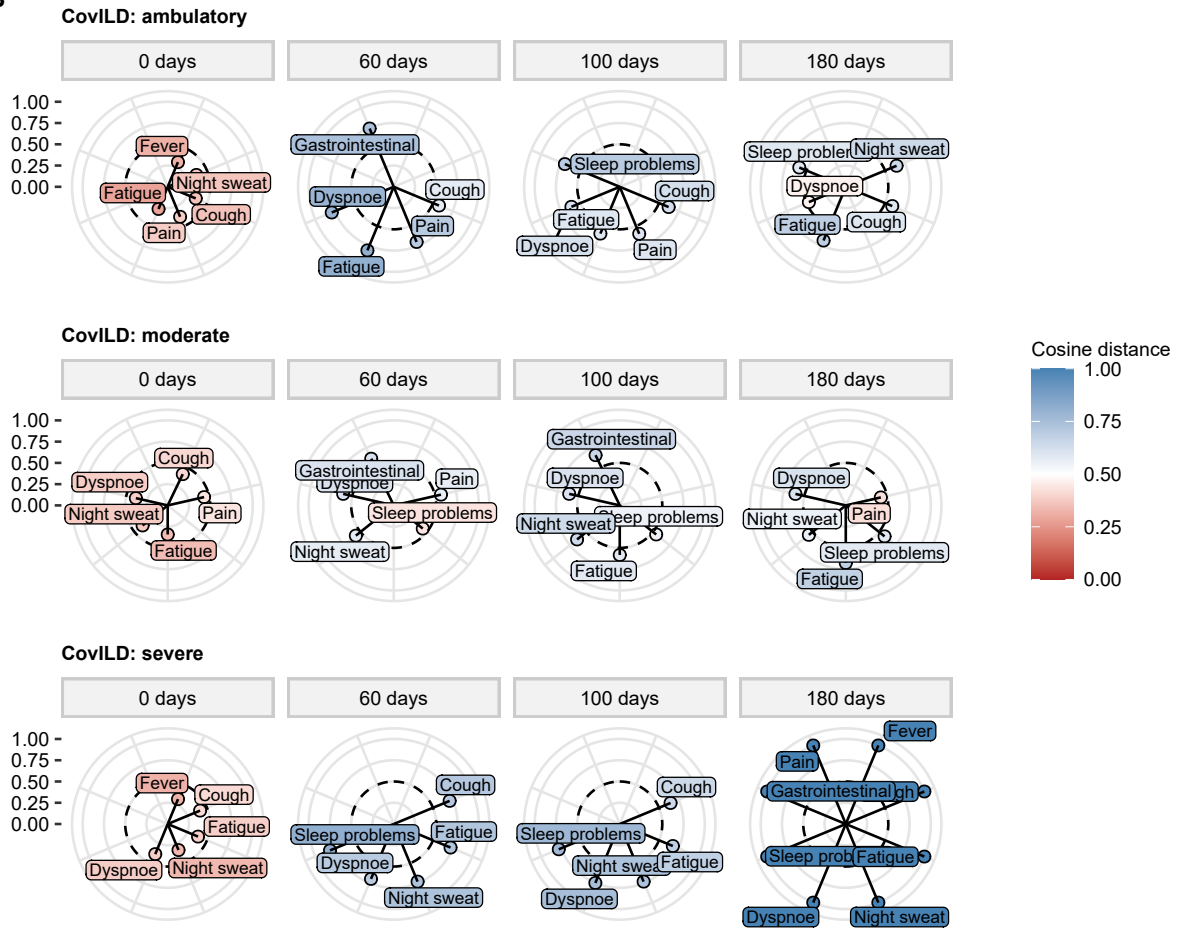 CovILD: ambulatory
0 days
60 days
100 days
180 days
1.00
0.75
0.50
0.25
0.00
Fever
Fatigue
Night sweat
Cough
Pain
Gastrointestinal
Dyspnoe
Cough
Pain
Fatigue
Sleep problems
Cough
Fatigue
Dyspnoe
Pain
Sleep problem
Night sweat
Dyspnoe
Fatigue
Cough
CovILD: moderate
0 days
60 days
100 days
180 days
1.00
0.75
0.50
0.25
0.00
Cough
Dyspnoe
Night sweat
Pain
Fatigue
Gastrointestinal
Dyspnoe
Pain
Sleep problems
Night sweat
Gastrointestinal
Dyspnoe
Sleep problems
Night sweat
Fatigue
Dyspnoe
Night sweat
Pain
Sleep problems
Fatigue
Cosine distance
1.00
0.75
0.50
0.25
0.00
CovILD: severe
0 days
60 days
100 days
180 days
1.00
0.75
0.50
0.25
0.00
Fever
Cough
Fatigue
Dyspnoe
Night sweat
Cough
Sleep problems
Fatigue
Dyspnoe
Night sweat
Cough
Sleep problems
Night swea
Fatigue
Dyspnoe
Fever
Pain
Gastrointestinal
gh
Sleep prob
Fatigue
Dyspnoe
Night sweat